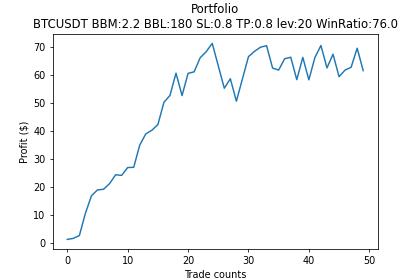 Portfolio
BTCUSDT BBM:2.2 BBL:180 SL:0.8 TP:0.8 lev:20 WinRatio:76.0
70
60
50
40
30
20
10
0
Profit ($)
0 10 20 30 40 50
Trade counts